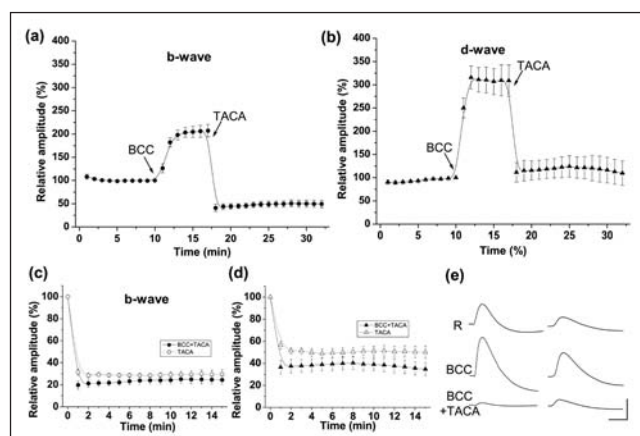 (a)
b-wave
Relative amplitude (%)
400
350
300
250
200
150
100
50
0
BCC
TACA
0 5 10 15 20 25 30
Time (min)
(b)
d-wave
Relative amplitude (%)
400
350
300
250
200
150
100
50
0
BCC
TACA
0 5 10 15 20 25 30
Time (%)
(c)
b-wave
Relative amplitude (%)
100
80
60
40
20
0
BCC+TACA
TACA
0 2 4 6 8 10 12 14
Time (min)
(d)
Relative amplitude (%)
100
80
60
40
20
0
BCC+TACA
TACA
0 2 4 6 8 10 12 14
Time (min)
(e)
R
BCC
BCC
+TACA